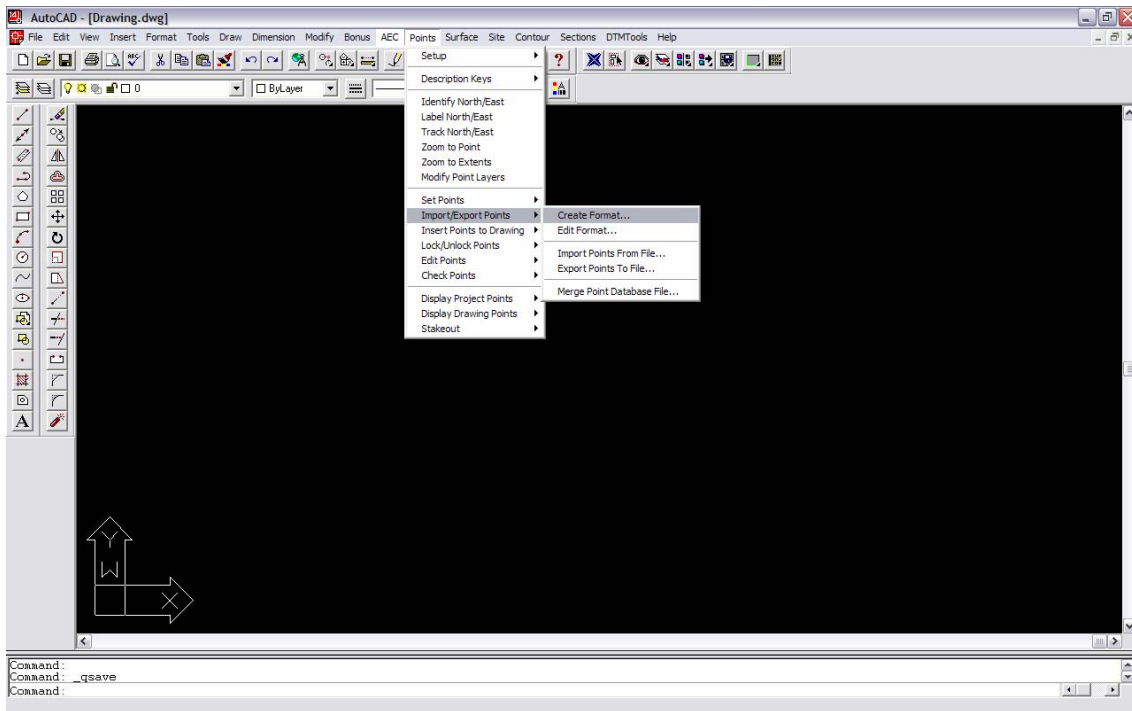 AutoCAD - [Drawing.dwg]
File Edit View Insert Format Tools Draw Dimension Modify Bonus AEC Points Surface Site Contour Sections DTMTools Help
ABC
?
0
ByLayer
Setup
Description Keys
Identify North/East
Label North/East
Track North/East
Zoom to Point
Zoom to Extents
Modify Point Layers
Set Points
Import/Export Points
Insert Points to Drawing
Lock/Unlock Points
Edit Points
Check Points
Display Project Points
Display Drawing Points
Stakeout
Create Format...
Edit Format...
Import Points From File...
Export Points To File...
Merge Point Database File...
A
Y
W
X
Command:
Command: _qsave
Command: